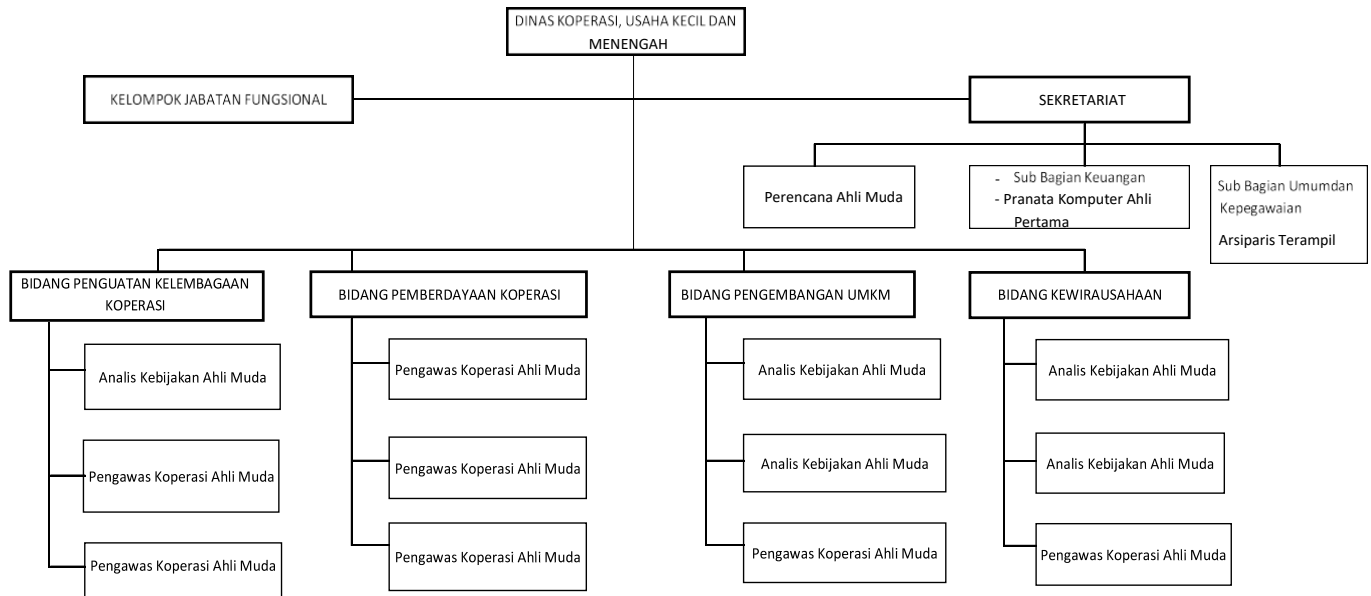 DINAS KOPERASI, USAHA KECIL DAN
MENENGAH
KELOMPOK JABATAN FUNGSIONAL
SEKRETARIAT
Perencana Ahli Muda
- Sub Bagian Keuangan
- Pranata Komputer Ahli
Pertama
Sub Bagian Umumdan
Kepegawaian
Arsiparis Terampil
BIDANG PENGUATAN KELEMBAGAAN
KOPERASI
BIDANG PEMBERDAYAAN KOPERASI
BIDANG PENGEMBANGAN UMKM
BIDANG KEWIRAUSAHAAN
Analis Kebijakan Ahli Muda
Pengawas Koperasi Ahli Muda
Pengawas Koperasi Ahli Muda
Pengawas Koperasi Ahli Muda
Pengawas Koperasi Ahli Muda
Pengawas Koperasi Ahli Muda
Analis Kebijakan Ahli Muda
Analis Kebijakan Ahli Muda
Pengawas Koperasi Ahli Muda
Analis Kebijakan Ahli Muda
Analis Kebijakan Ahli Muda
Pengawas Koperasi Ahli Muda